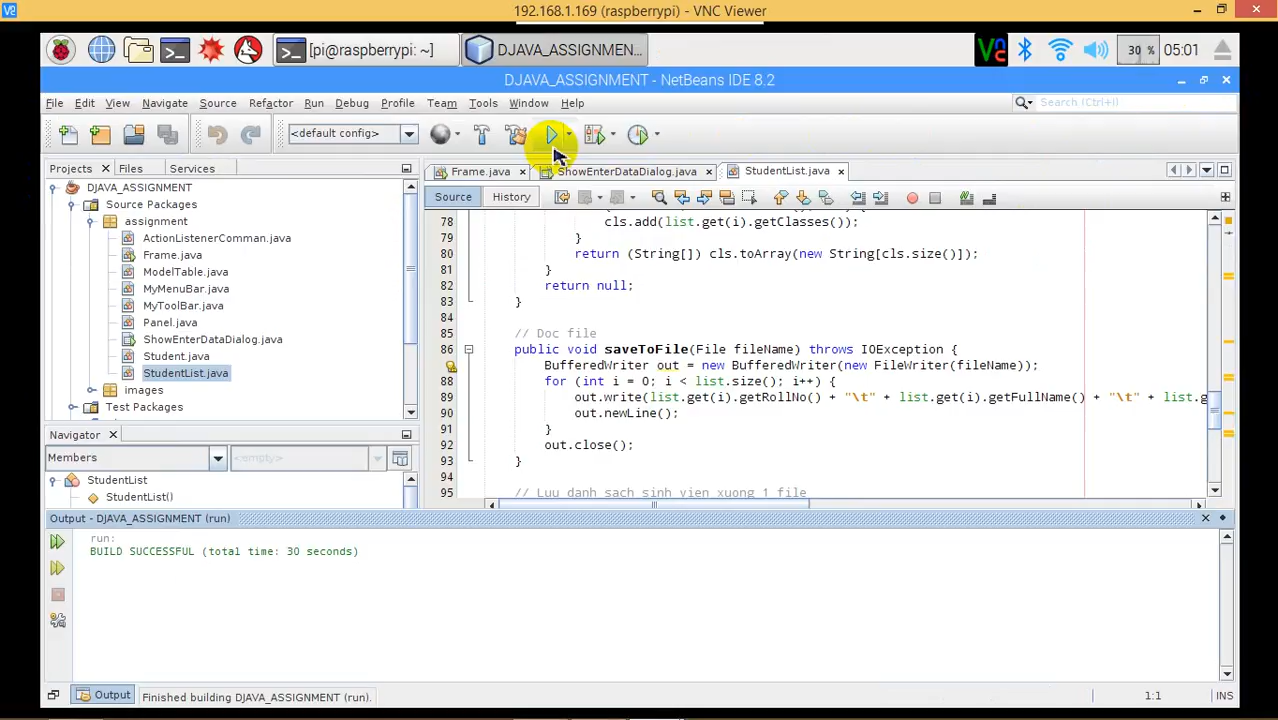 192.168.1.169 (raspberrypi) - VNC Viewer
[pi@raspberrypi: ~] DJAVA_ASSIGNMEN... 30 % 05:01
DJAVA_ASSIGNMENT - NetBeans IDE 8.2
File Edit View Navigate Source Refactor Run Debug Profile Team Tools Window Help Search (Ctrl+I)
<default config>
Projects Files Services
Frame.java ShowEnterDataDialog.java StudentList.java
Source History
DJAVA_ASSIGNMENT
Source Packages
assignment
ActionListenerComman.java
Frame.java
ModelTable.java
MyMenuBar.java
MyToolBar.java
Panel.java
ShowEnterDataDialog.java
Student.java
StudentList.java
images
Test Packages
Navigator
Members <empty>
StudentList
StudentList()
78 cls.add(list.get(i).getClasses());
79 }
80 return (String[]) cls.toArray(new String[cls.size()]);
81 }
82 return null;
83 }
84
85 // Doc file
86 public void saveToFile(File fileName) throws IOException {
BufferedWriter out = new BufferedWriter(new FileWriter(fileName));
88 for (int i = 0; i < list.size(); i++) {
89 out.write(list.get(i).getRollNo() + "\t" + list.get(i).getFullName() + "\t" + list.g
90 out.newLine();
91 }
92 out.close();
93 }
94
95 // Luu danh sach sinh vien xuong 1 file
Output - DJAVA_ASSIGNMENT (run)
run:
BUILD SUCCESSFUL (total time: 30 seconds)
Output Finished building DJAVA_ASSIGNMENT (run). 1:1 INS